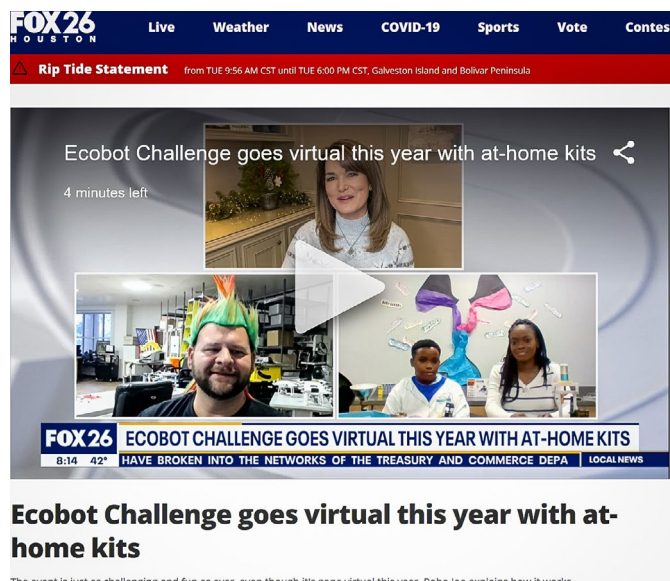 FOX 26
HOUSTON
Live Weather News COVID-19 Sports Vote Contes
Rip Tide Statement from TUE 9:56 AM CST until TUE 6:00 PM CST, Galveston Island and Bolivar Peninsula
Ecobot Challenge goes virtual this year with at-home kits
4 minutes left
FOX 26 ECOBOT CHALLENGE GOES VIRTUAL THIS YEAR WITH AT-HOME KITS
8:14 42° HAVE BROKEN INTO THE NETWORKS OF THE TREASURY AND COMMERCE DEPA LOCAL NEWS
Ecobot Challenge goes virtual this year with at-
home kits